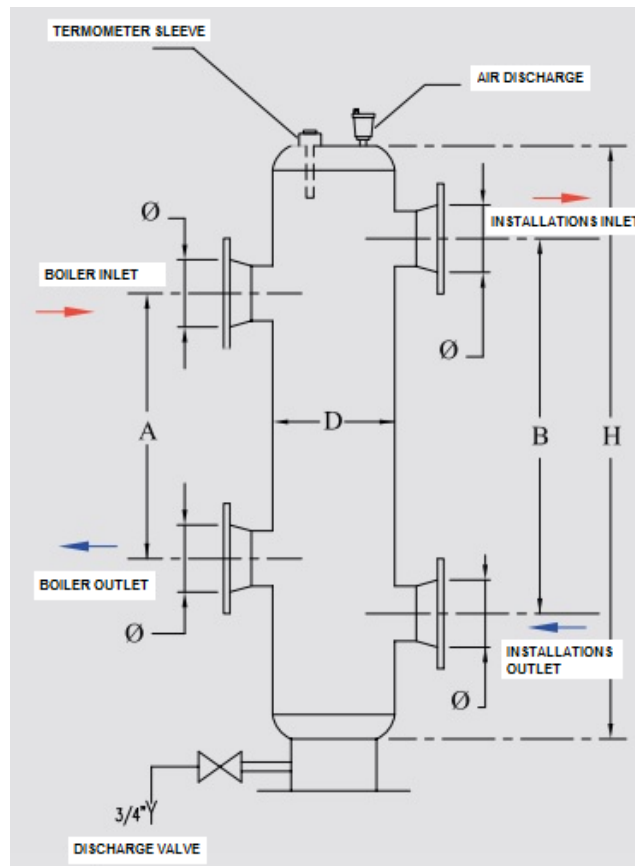 TERMOMETER SLEEVE
AIR DISCHARGE
Ø
INSTALLATIONS INLET
BOILER INLET
Ø
A
D
B
H
BOILER OUTLET
Ø
INSTALLATIONS
OUTLET
Ø
3/4"
DISCHARGE VALVE